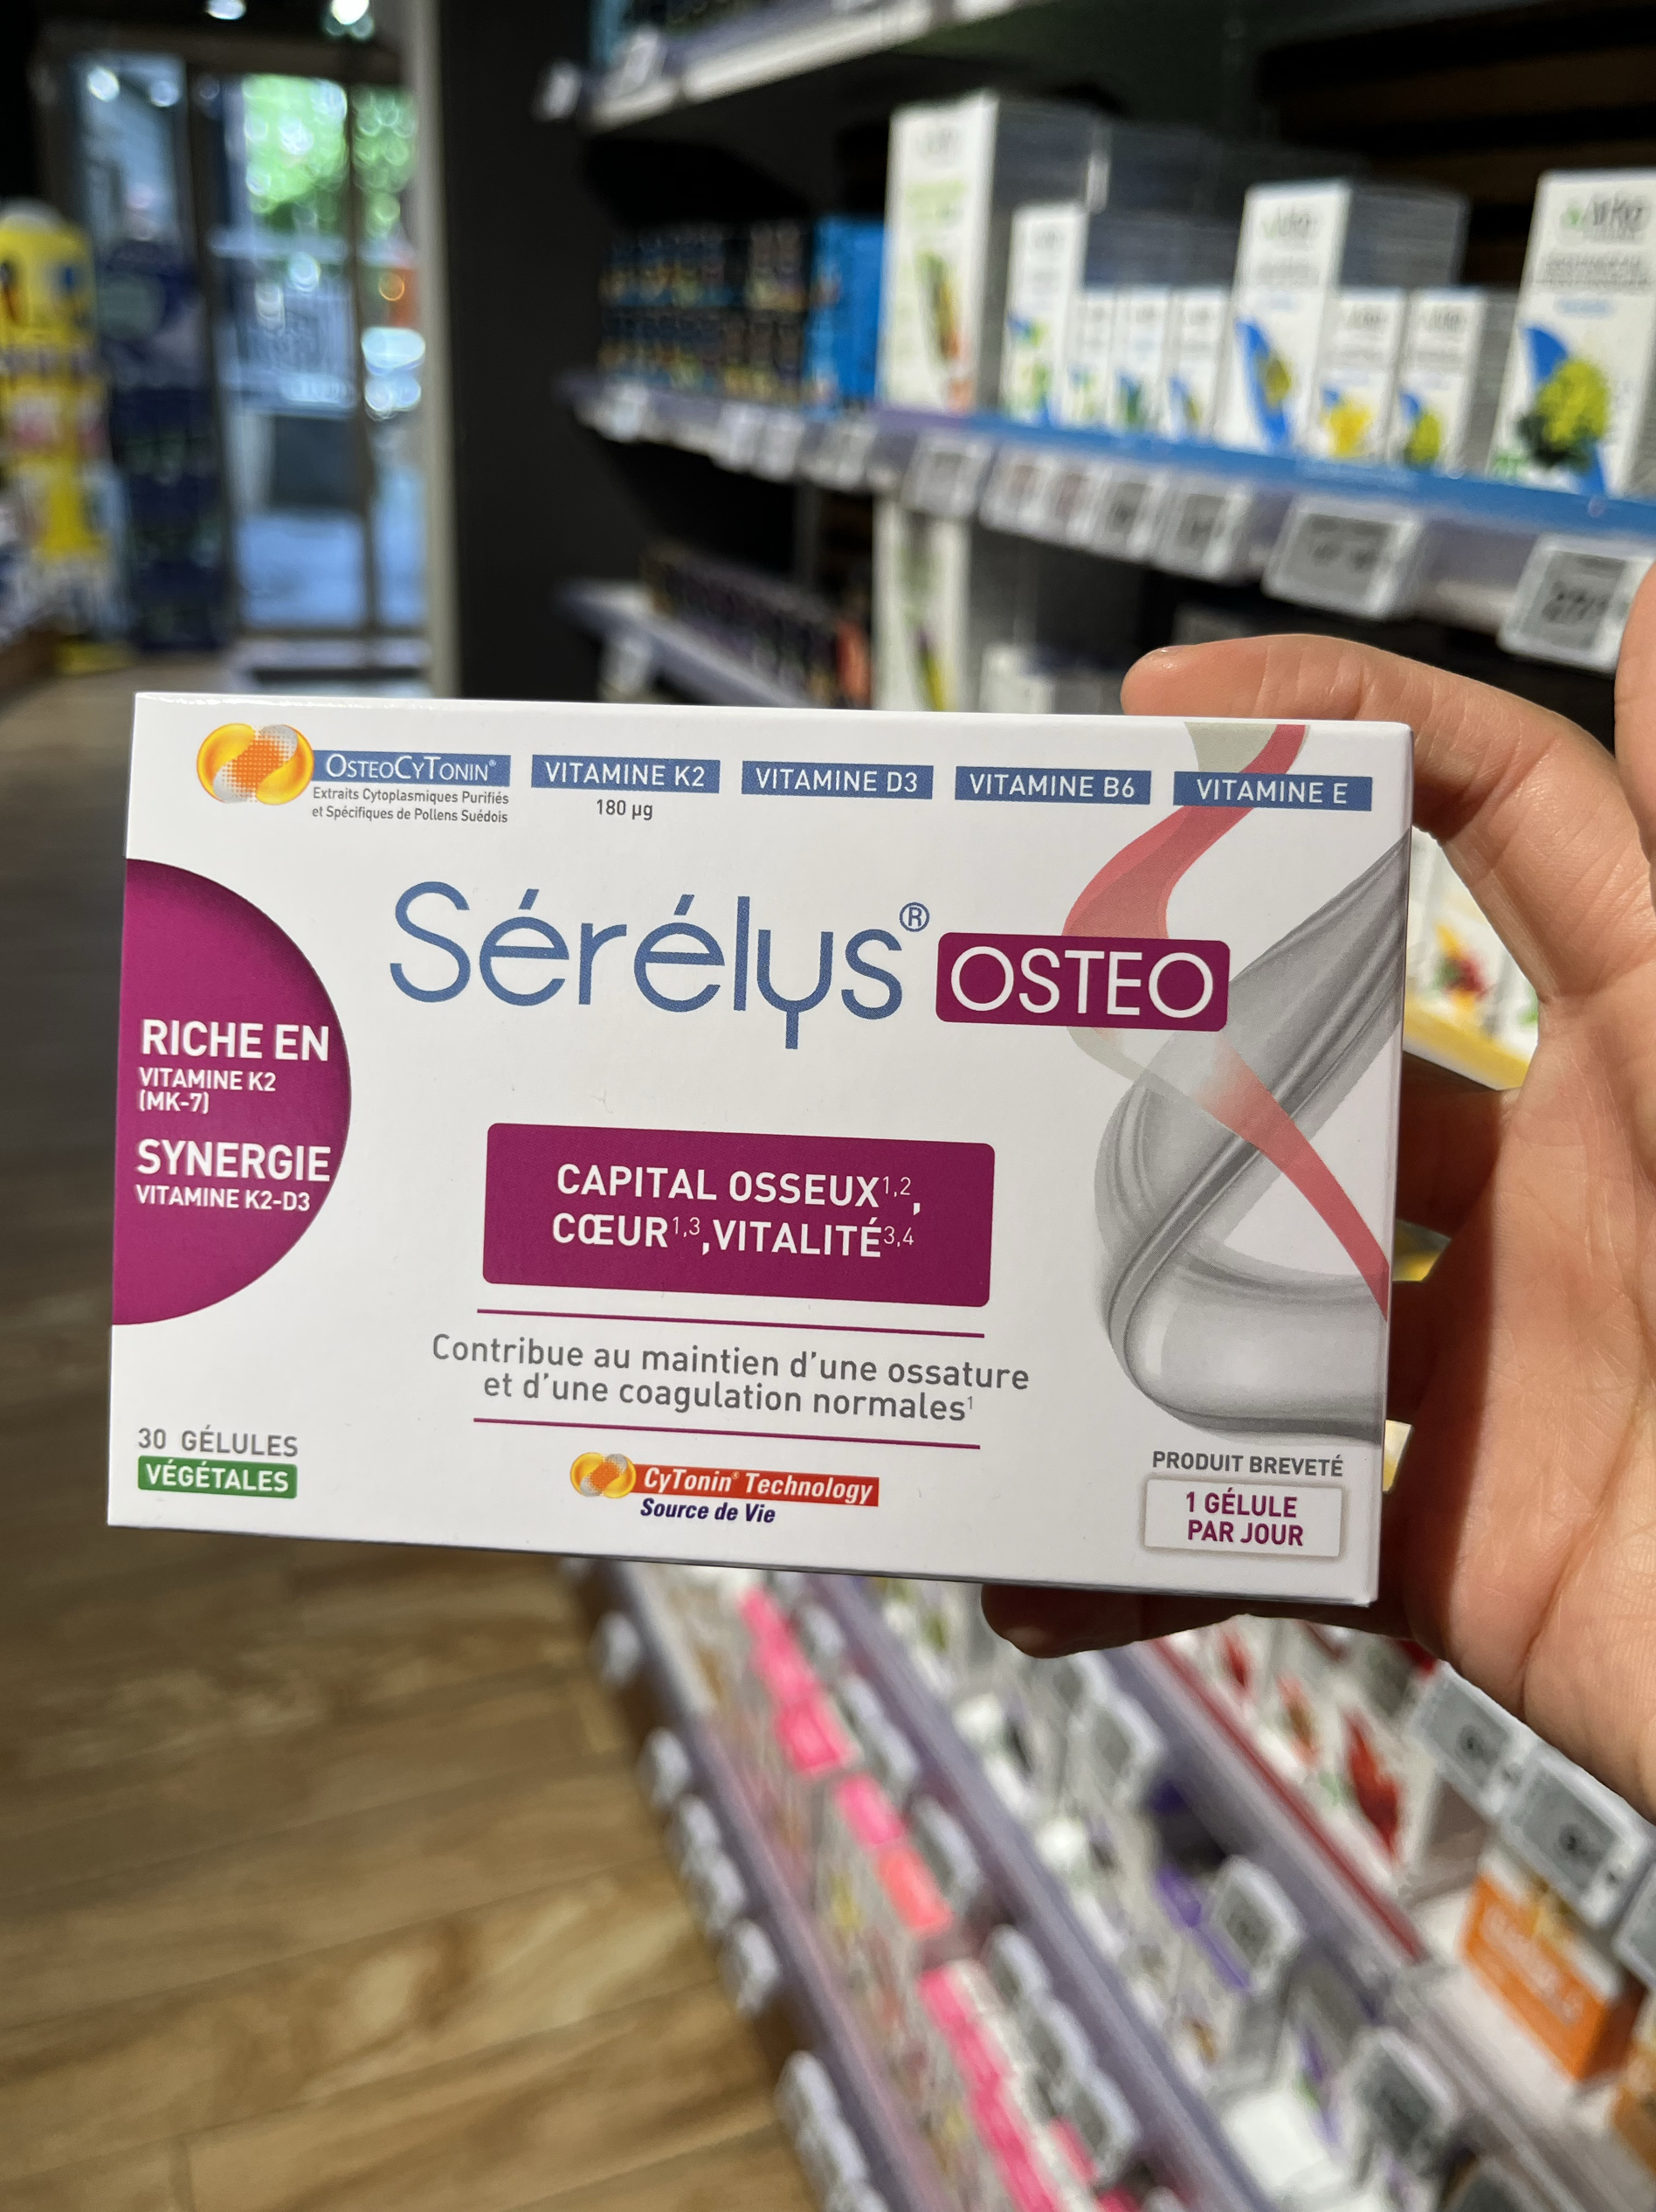 OSTEOCYTONIN®
Extraits Cytoplasmiques Purifiés
et Spécifiques de Pollens Suédois
VITAMINE K2
180 µg
VITAMINE D3
VITAMINE B6
VITAMINE E
Sérélys® OSTEO
RICHE EN
VITAMINE K2
(MK-7)
SYNERGIE
VITAMINE K2-D3
CAPITAL OSSEUX1,2,
CŒUR1,3,VITALITÉ3,4
Contribue au maintien d'une ossature
et d'une coagulation normales1
30 GÉLULES
VÉGÉTALES
CyTonin® Technology
Source de Vie
PRODUIT BREVETÉ
1 GÉLULE
PAR JOUR